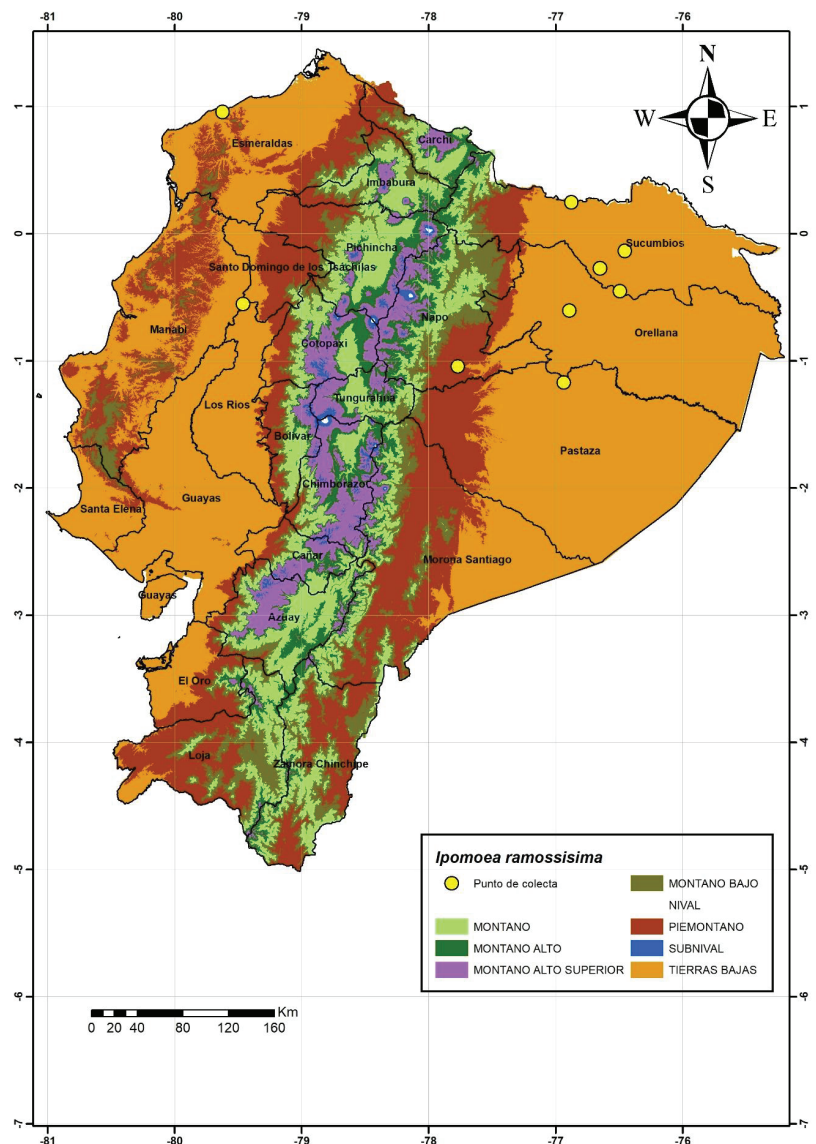 -81 -80 -79 -78 -77 -76
N
W E
S
1
0
-1
-2
-3
-4
-5
-6
-7
1
0
-1
-2
-3
-4
-5
-6
-7
Esmeraldas
Carchi
Imbabura
Sucumbios
Pichincha
Santo Domingo de los Tsáchilas
Manabi
Napo
Orellana
Cotopaxi
Tungurahua
Los Rios
Bolivar
Pastaza
Chimborazo
Guayas
Santa Elena
Cañar
Morona Santiago
Guayas
Azuay
El Oro
Loja
Zamora Chinchipe
Ipomoea ramossisima
Punto de colecta
MONTANO
MONTANO ALTO
MONTANO ALTO SUPERIOR
MONTANO BAJO
NIVAL
PIEMONTANO
SUBNIVAL
TIERRAS BAJAS
Km
0 20 40 80 120 160
-81 -80 -79 -78 -77 -76